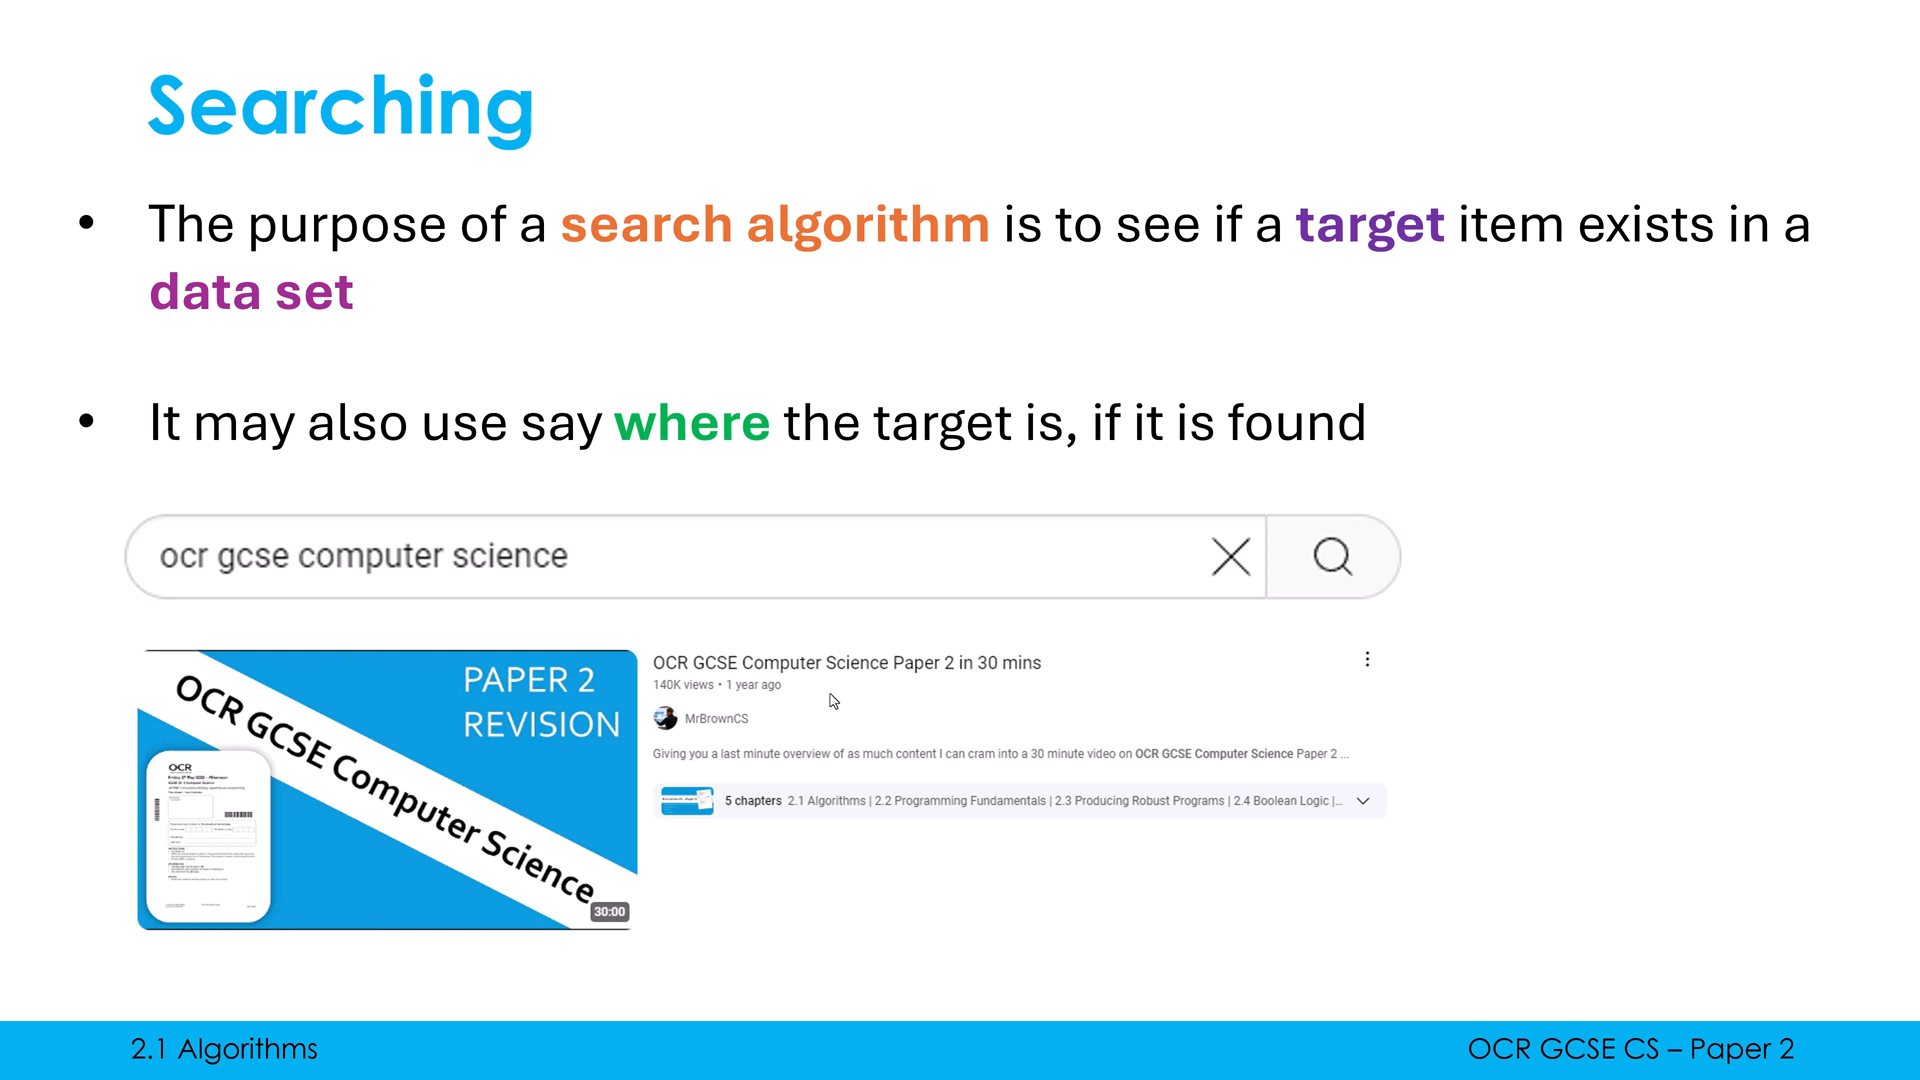 Searching
• The purpose of a search algorithm is to see if a target item exists in a
data set
• It may also use say where the target is, if it is found
ocr gcse computer science
PAPER 2
REVISION
OCR GCSE Computer Science
OCR
30:00
OCR GCSE Computer Science Paper 2 in 30 mins
140K views • 1 year ago
MrBrownCS
Giving you a last minute overview of as much content I can cram into a 30 minute video on OCR GCSE Computer Science Paper 2 ...
5 chapters 2.1 Algorithms | 2.2 Programming Fundamentals | 2.3 Producing Robust Programs | 2.4 Boolean Logic |...
2.1 Algorithms
OCR GCSE CS – Paper 2